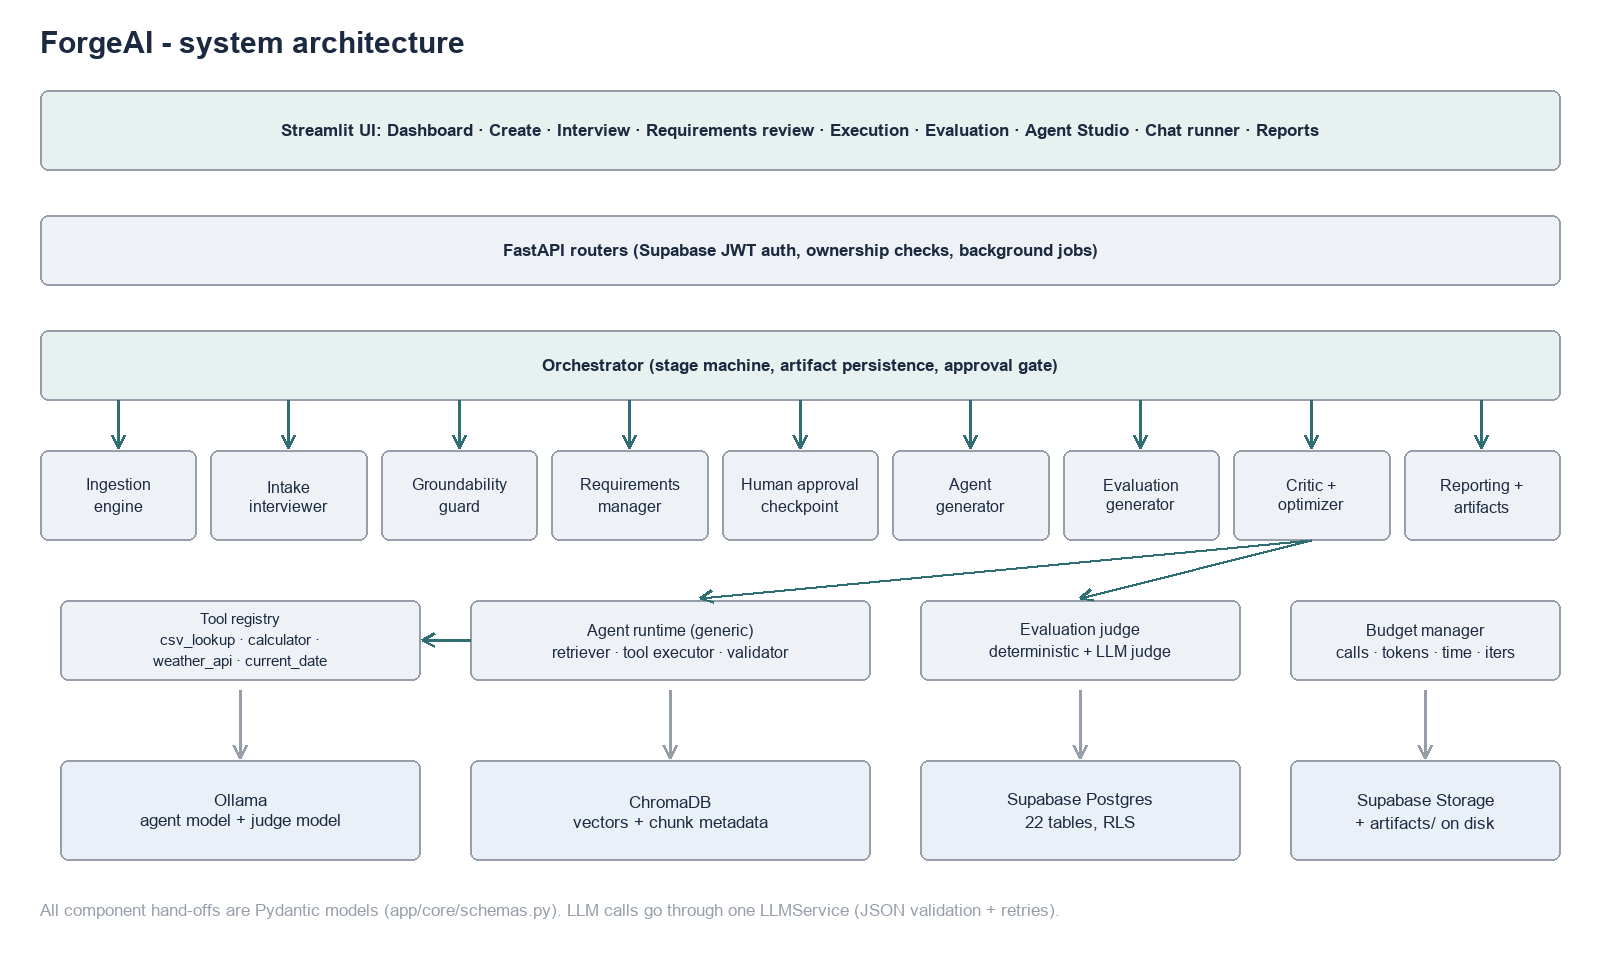 ForgeAI - system architecture
Streamlit UI: Dashboard · Create · Interview · Requirements review · Execution · Evaluation · Agent Studio · Chat runner · Reports
FastAPI routers (Supabase JWT auth, ownership checks, background jobs)
Orchestrator (stage machine, artifact persistence, approval gate)
Ingestion
engine
Intake
interviewer
Groundability
guard
Requirements
manager
Human approval
checkpoint
Agent
generator
Evaluation
generator
Critic +
optimizer
Reporting +
artifacts
Tool registry
csv_lookup · calculator ·
weather_api · current_date
Agent runtime (generic)
retriever · tool executor · validator
Evaluation judge
deterministic + LLM judge
Budget manager
calls · tokens · time · iters
Ollama
agent model + judge model
ChromaDB
vectors + chunk metadata
Supabase Postgres
22 tables, RLS
Supabase Storage
+ artifacts/ on disk
All component hand-offs are Pydantic models (app/core/schemas.py). LLM calls go through one LLMService (JSON validation + retries).